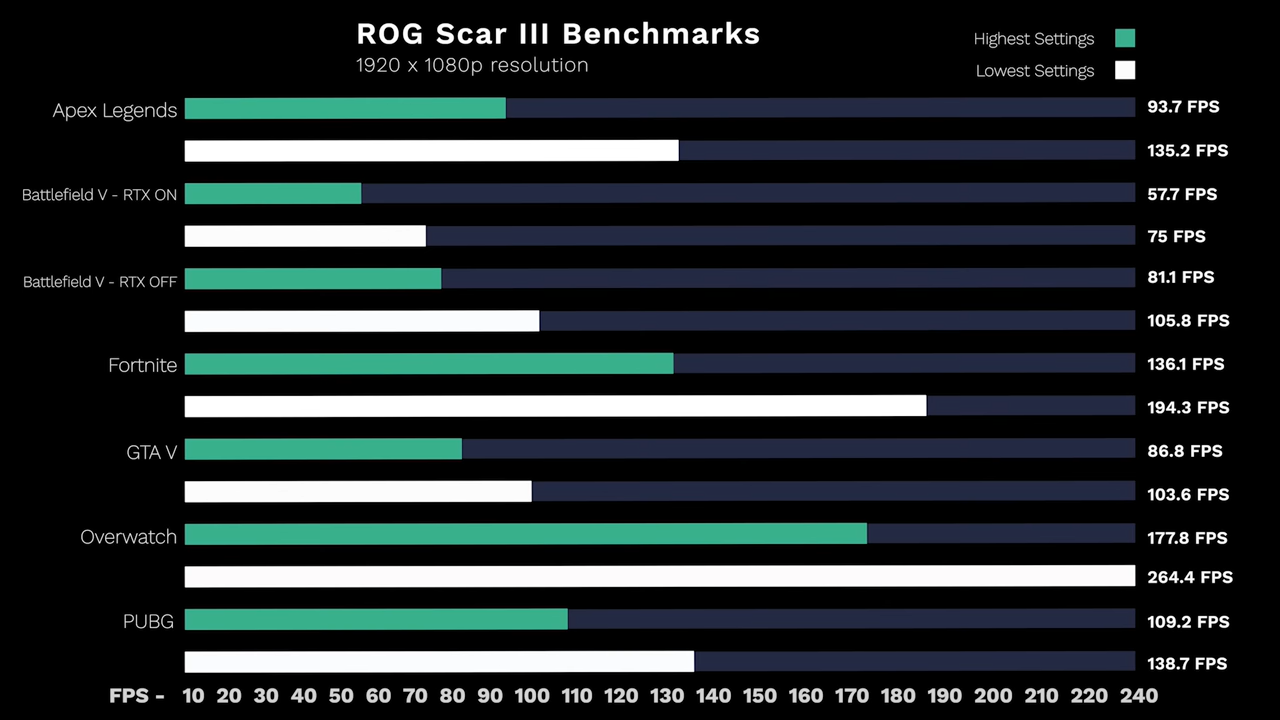 ROG Scar III Benchmarks
1920 x 1080p resolution
Highest Settings
Lowest Settings
Apex Legends 93.7 FPS
135.2 FPS
Battlefield V - RTX ON 57.7 FPS
75 FPS
Battlefield V - RTX OFF 81.1 FPS
105.8 FPS
Fortnite 136.1 FPS
194.3 FPS
GTA V 86.8 FPS
103.6 FPS
Overwatch 177.8 FPS
264.4 FPS
PUBG 109.2 FPS
138.7 FPS
FPS - 10 20 30 40 50 60 70 80 90 100 110 120 130 140 150 160 170 180 190 200 210 220 240